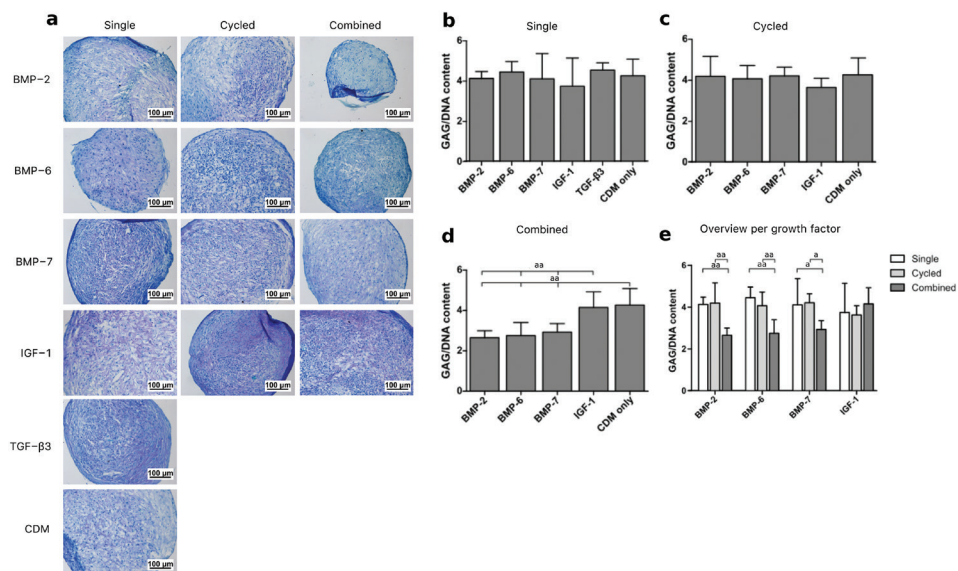 a
Single Cycled Combined
BMP-2
100 µm 100 µm 100 µm
BMP-6
100 µm 100 µm 100 µm
BMP-7
100 µm 100 µm 100 µm
IGF-1
100 µm 100 µm 100 µm
TGF-β3
100 µm
CDM
100 µm
b
Single
GAG/DNA content
6
4
2
0
BMP-2 BMP-6 BMP-7 IGF-1 TGF-β3 CDM only
c
Cycled
GAG/DNA content
6
4
2
0
BMP-2 BMP-6 BMP-7 IGF-1 CDM only
d
Combined
GAG/DNA content
6
4
2
0
aa
aa
BMP-2 BMP-6 BMP-7 IGF-1 CDM only
e
Overview per growth factor
GAG/DNA content
6
4
2
0
aa aa a
aa aa a
Single
Cycled
Combined
BMP-2 BMP-6 BMP-7 IGF-1